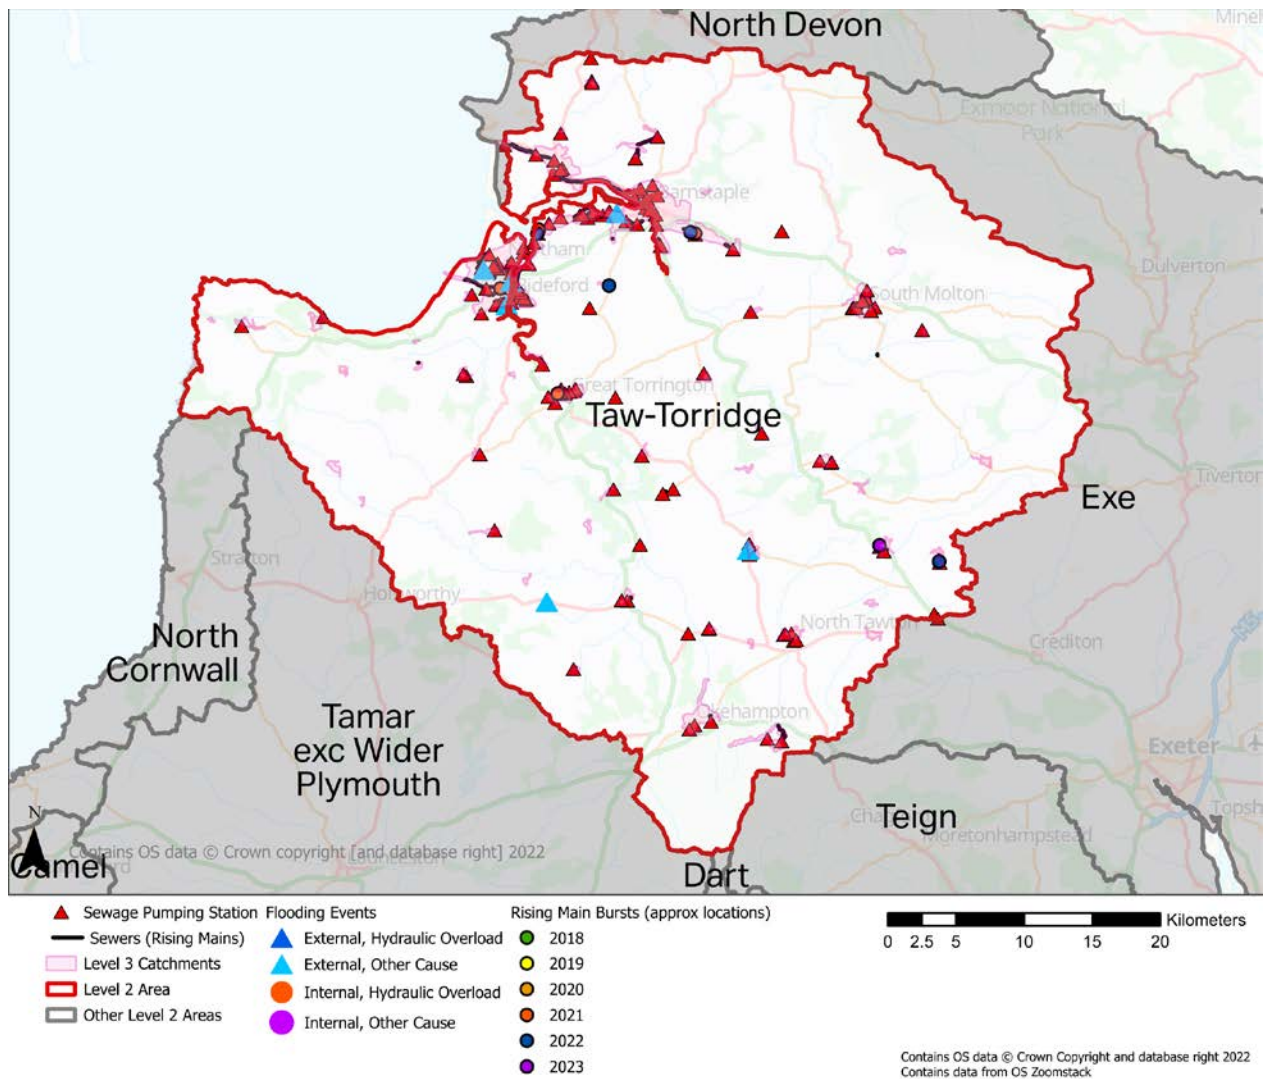 North Devon
Mineh
Exmoor National
Park
Barnstaple
Dulverton
South Molton
Bideford
Great Torrington
Taw-Torridge
Tiverton
Exe
Stratton
Holsworthy
North Tawton
Crediton
North
Cornwall
Okehampton
Tamar
exc Wider
Plymouth
Exeter
Teign
Topsh
Moretonhampstead
N
Contains OS data © Crown copyright [and database right] 2022
Camel
Dart
Sewage Pumping Station
Sewers (Rising Mains)
Level 3 Catchments
Level 2 Area
Other Level 2 Areas
Flooding Events
External, Hydraulic Overload
External, Other Cause
Internal, Hydraulic Overload
Internal, Other Cause
Rising Main Bursts (approx locations)
2018
2019
2020
2021
2022
2023
Kilometers
0 2.5 5 10 15 20
Contains OS data © Crown Copyright and database right 2022
Contains data from OS Zoomstack